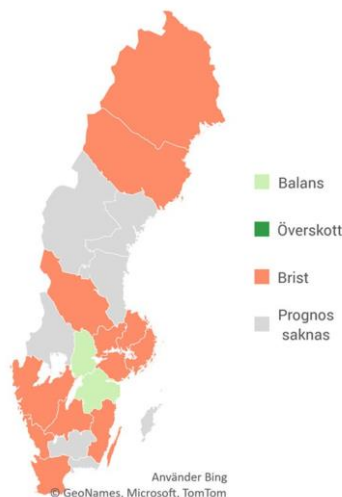 Balans
Överskott
Brist
Prognos
saknas
Använder Bing
© GeoNames, Microsoft, TomTom